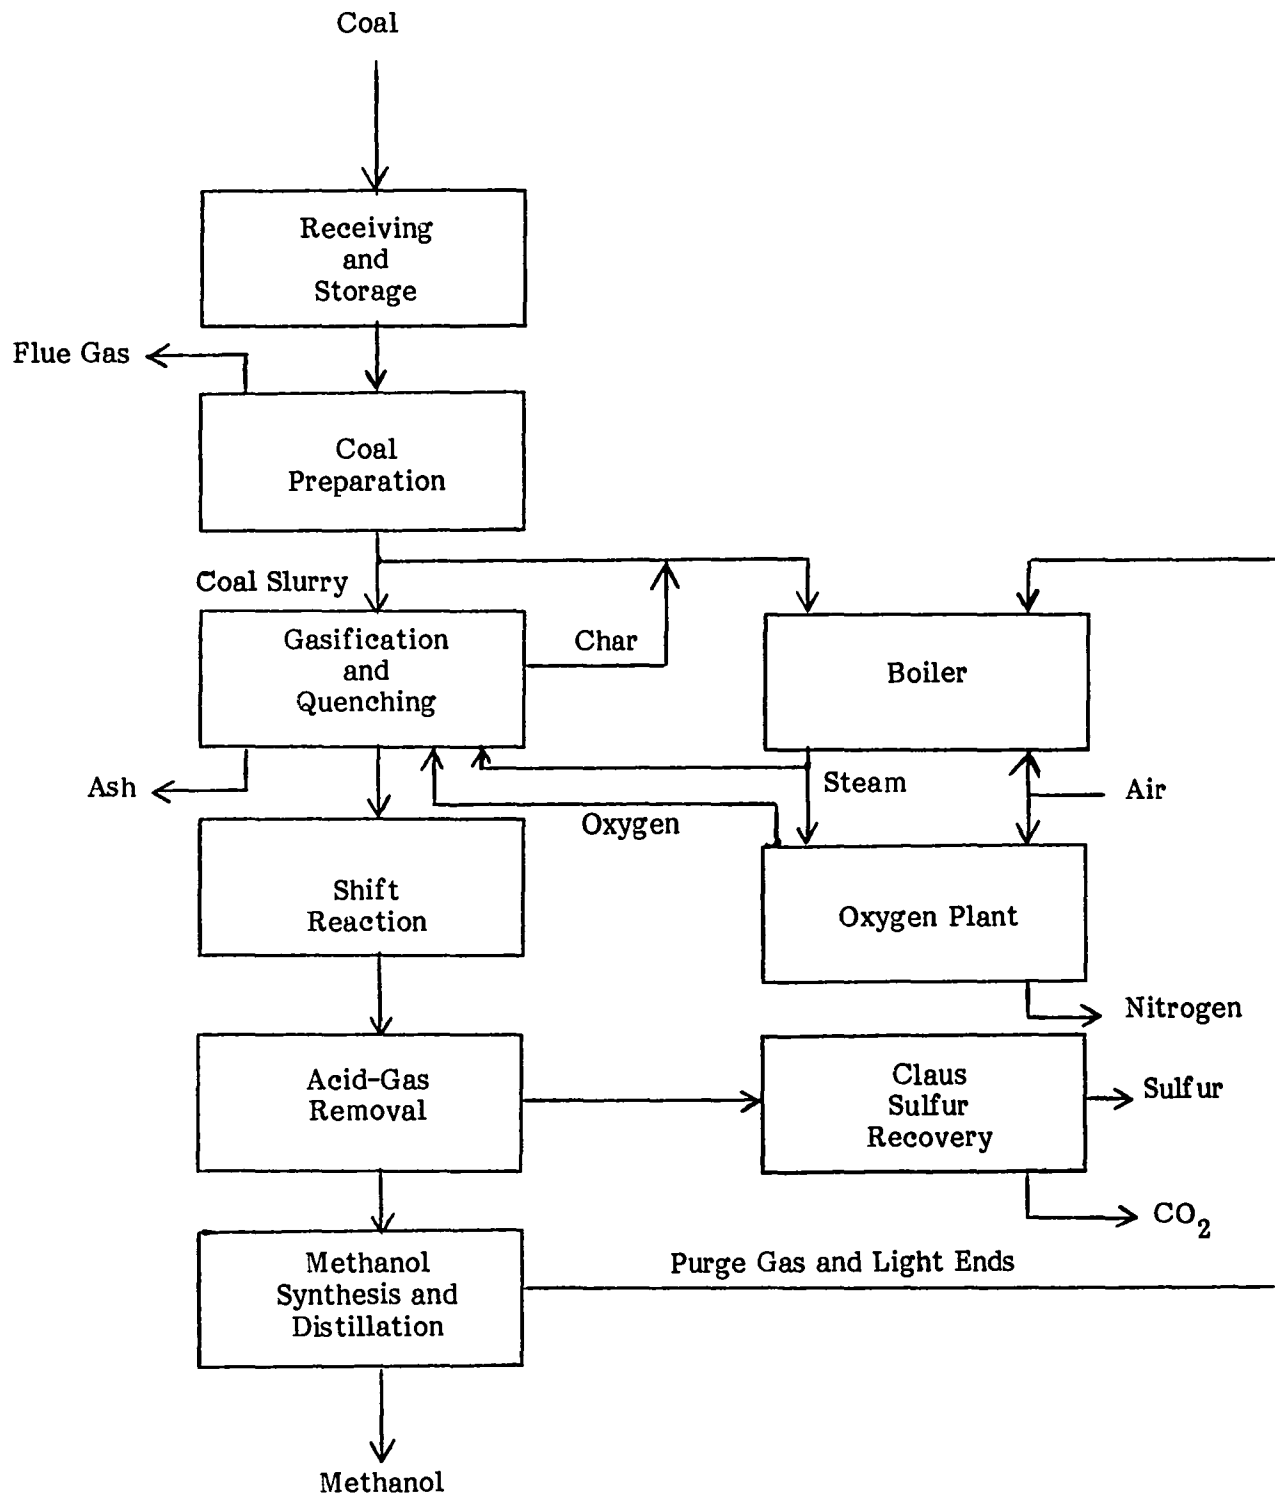 Coal
Receiving
and
Storage
Flue Gas
Coal
Preparation
Coal Slurry
Gasification
and
Quenching
Char
Boiler
Ash
Steam
Air
Oxygen
Shift
Reaction
Oxygen Plant
Nitrogen
Acid-Gas
Removal
Claus
Sulfur
Recovery
Sulfur
CO2
Methanol
Synthesis and
Distillation
Purge Gas and Light Ends
Methanol